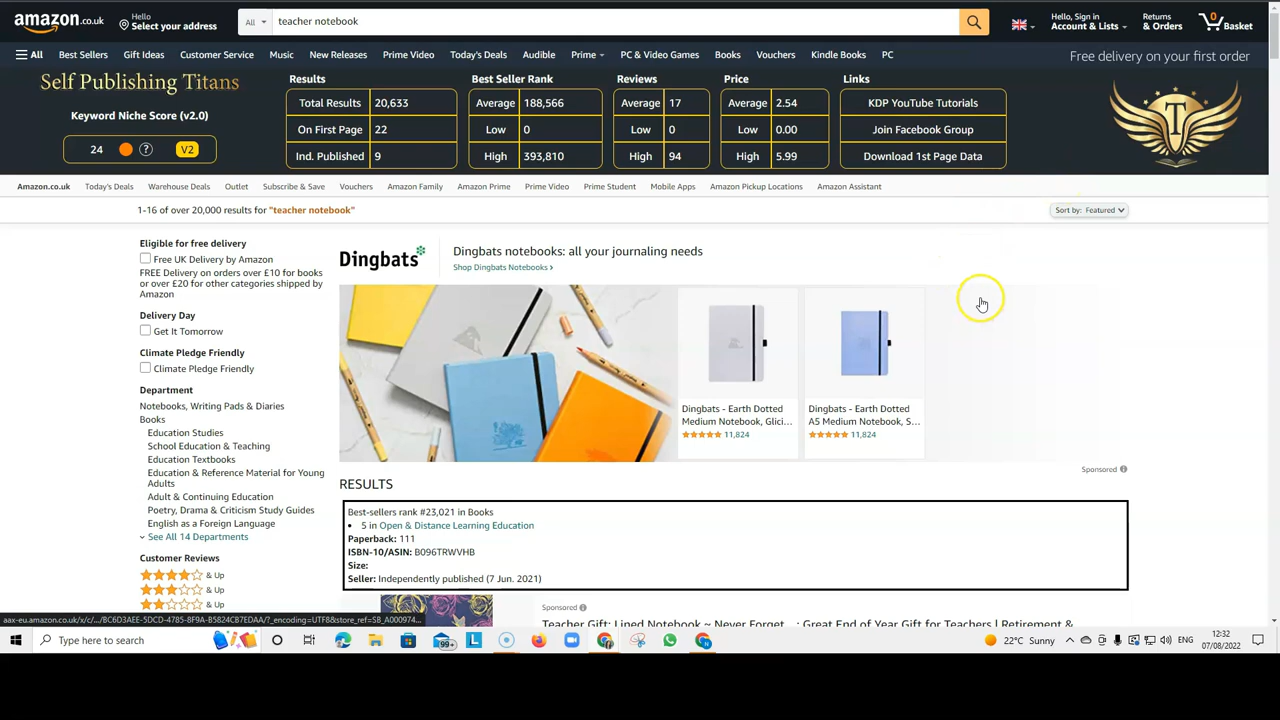 amazon.co.uk
Hello
Select your address
All
teacher notebook
Hello, Sign in
Account & Lists
Returns
& Orders
0
Basket
All
Best Sellers
Gift Ideas
Customer Service
Music
New Releases
Prime Video
Today's Deals
Audible
Prime
PC & Video Games
Books
Vouchers
Kindle Books
PC
Free delivery on your first order
Self Publishing Titans
Keyword Niche Score (v2.0)
24
?
V2
Results
Total Results 20,633
On First Page 22
Ind. Published 9
Best Seller Rank
Average 188,566
Low 0
High 393,810
Reviews
Average 17
Low 0
High 94
Price
Average 2.54
Low 0.00
High 5.99
Links
KDP YouTube Tutorials
Join Facebook Group
Download 1st Page Data
T
Amazon.co.uk
Today's Deals
Warehouse Deals
Outlet
Subscribe & Save
Vouchers
Amazon Family
Amazon Prime
Prime Video
Prime Student
Mobile Apps
Amazon Pickup Locations
Amazon Assistant
1-16 of over 20,000 results for "teacher notebook"
Sort by: Featured
Eligible for free delivery
Free UK Delivery by Amazon
FREE Delivery on orders over £10 for books
or over £20 for other categories shipped by
Amazon
Delivery Day
Get It Tomorrow
Climate Pledge Friendly
Climate Pledge Friendly
Department
Notebooks, Writing Pads & Diaries
Books
Education Studies
School Education & Teaching
Education Textbooks
Education & Reference Material for Young
Adults
Adult & Continuing Education
Poetry, Drama & Criticism Study Guides
English as a Foreign Language
See All 14 Departments
Customer Reviews
& Up
& Up
& Up
Dingbats
Dingbats notebooks: all your journaling needs
Shop Dingbats Notebooks ›
Dingbats - Earth Dotted
Medium Notebook, Glici...
11,824
Dingbats - Earth Dotted
A5 Medium Notebook, S...
11,824
Sponsored
RESULTS
Best-sellers rank #23,021 in Books
• 5 in Open & Distance Learning Education
Paperback: 111
ISBN-10/ASIN: B096TRWVHB
Size:
Seller: Independently published (7 Jun. 2021)
Sponsored
Teacher Gift: Lined Notebook ~ Never Forget ...: Great End of Year Gift for Teachers | Retirement &
aax-eu.amazon.co.uk/x/c/.../BC6D3AEE-5DCD-4785-8F9A-B5824CB7EDAA/?_encoding=UTF8&store_ref=SB_A000974...
Type here to search
99+
L
22°C Sunny
ENG
12:32
07/08/2022